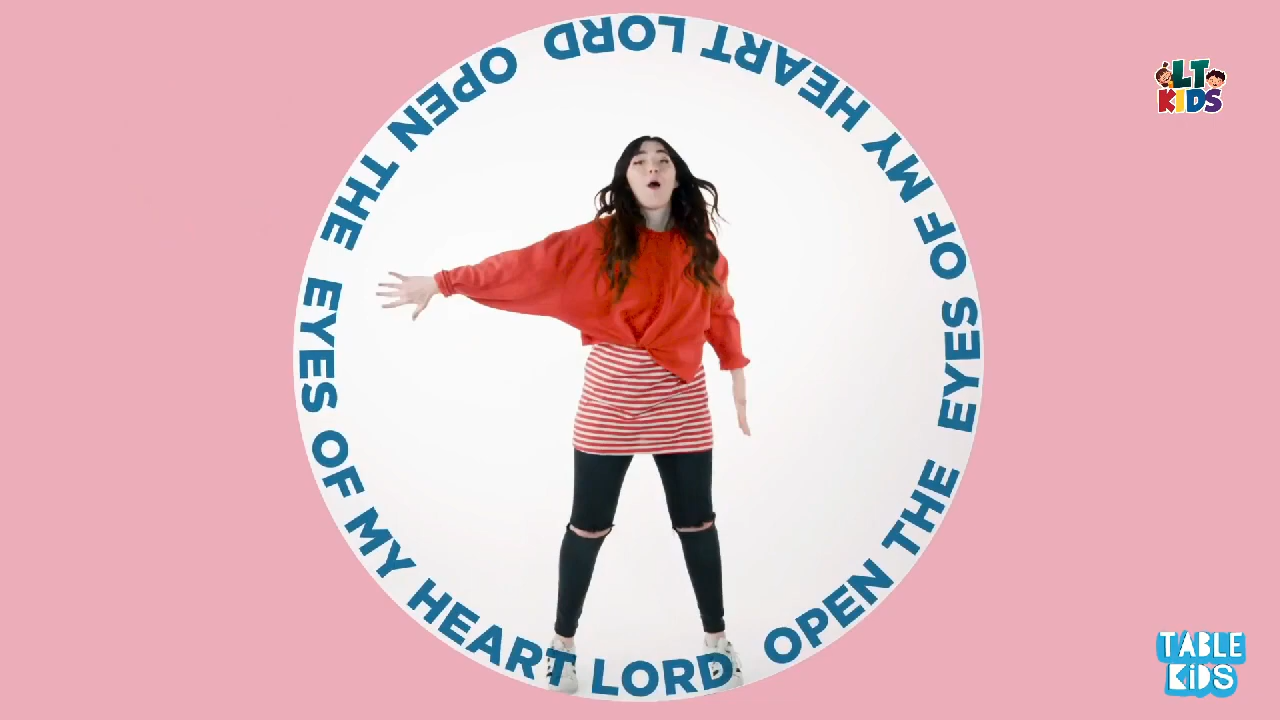 OPEN THE EYES OF MY HEART LORD
OPEN THE EYES OF MY HEART LORD
LT
KIDS
TABLE
KiDS